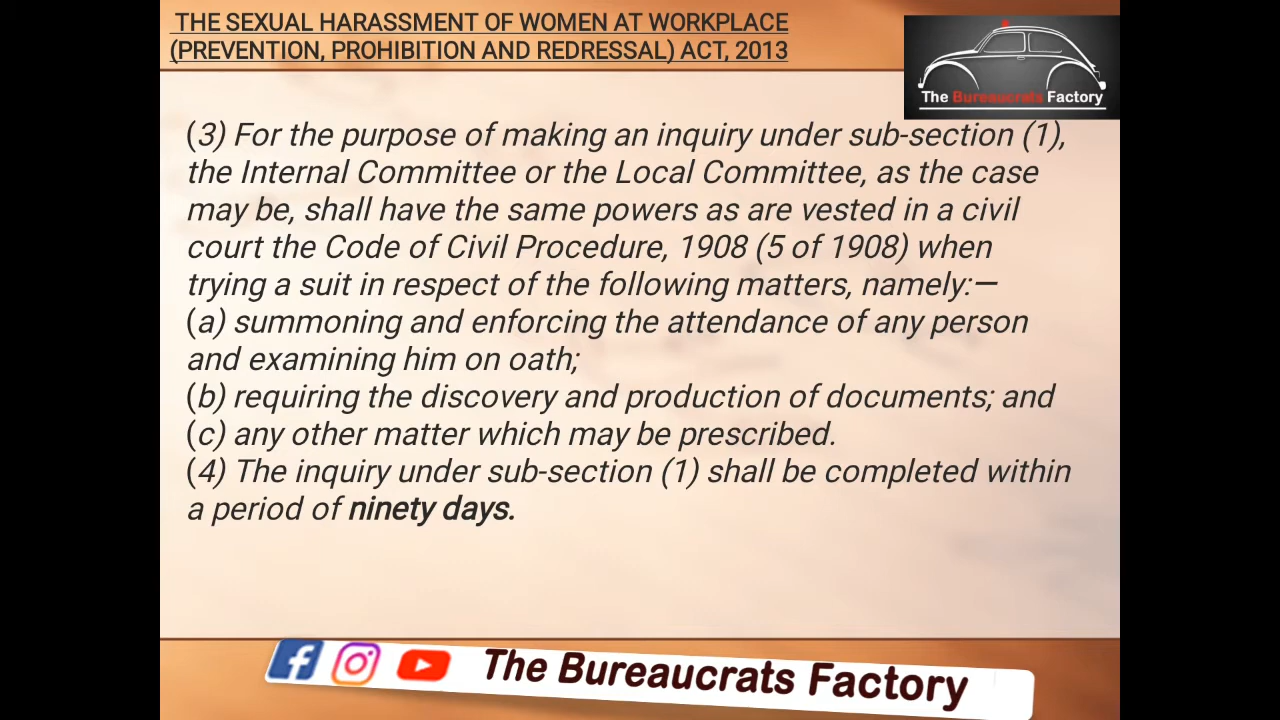 THE SEXUAL HARASSMENT OF WOMEN AT WORKPLACE
(PREVENTION, PROHIBITION AND REDRESSAL) ACT, 2013
The Bureaucrats Factory
(3) For the purpose of making an inquiry under sub-section (1),
the Internal Committee or the Local Committee, as the case
may be, shall have the same powers as are vested in a civil
court the Code of Civil Procedure, 1908 (5 of 1908) when
trying a suit in respect of the following matters, namely:—
(a) summoning and enforcing the attendance of any person
and examining him on oath;
(b) requiring the discovery and production of documents; and
(c) any other matter which may be prescribed.
(4) The inquiry under sub-section (1) shall be completed within
a period of ninety days.
The Bureaucrats Factory